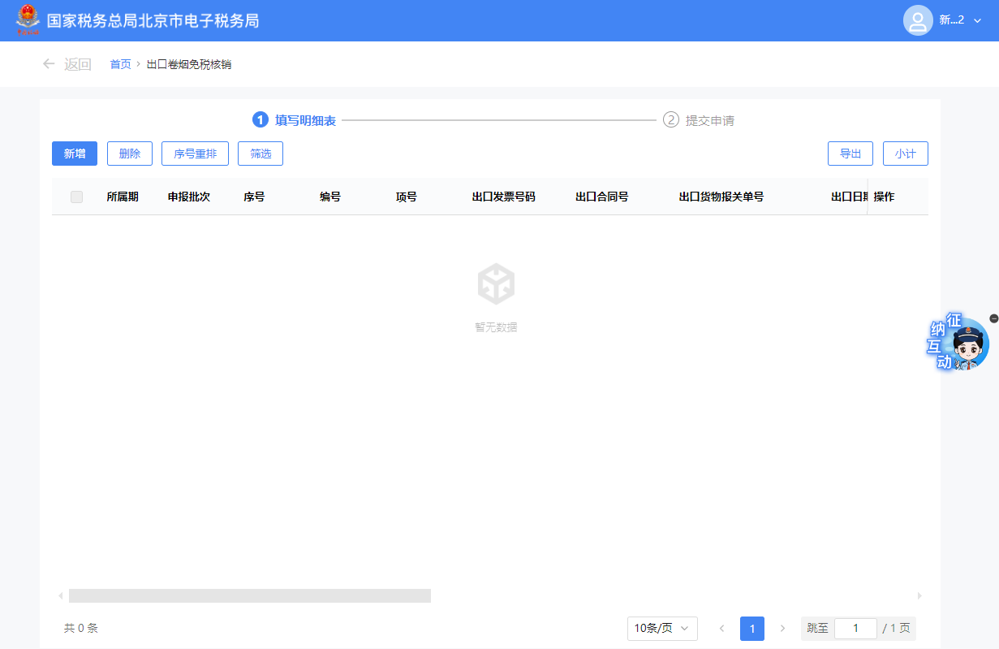 国家税务总局北京市电子税务局
新...2
返回 首页 › 出口卷烟免税核销
1 填写明细表 2 提交申请
新增 删除 序号重排 筛选 导出 小计
所属期 申报批次 序号 编号 项号 出口发票号码 出口合同号 出口货物报关单号 出口日期 操作
暂无数据
征纳互动
共 0 条 10条/页 1 跳至 1 / 1 页